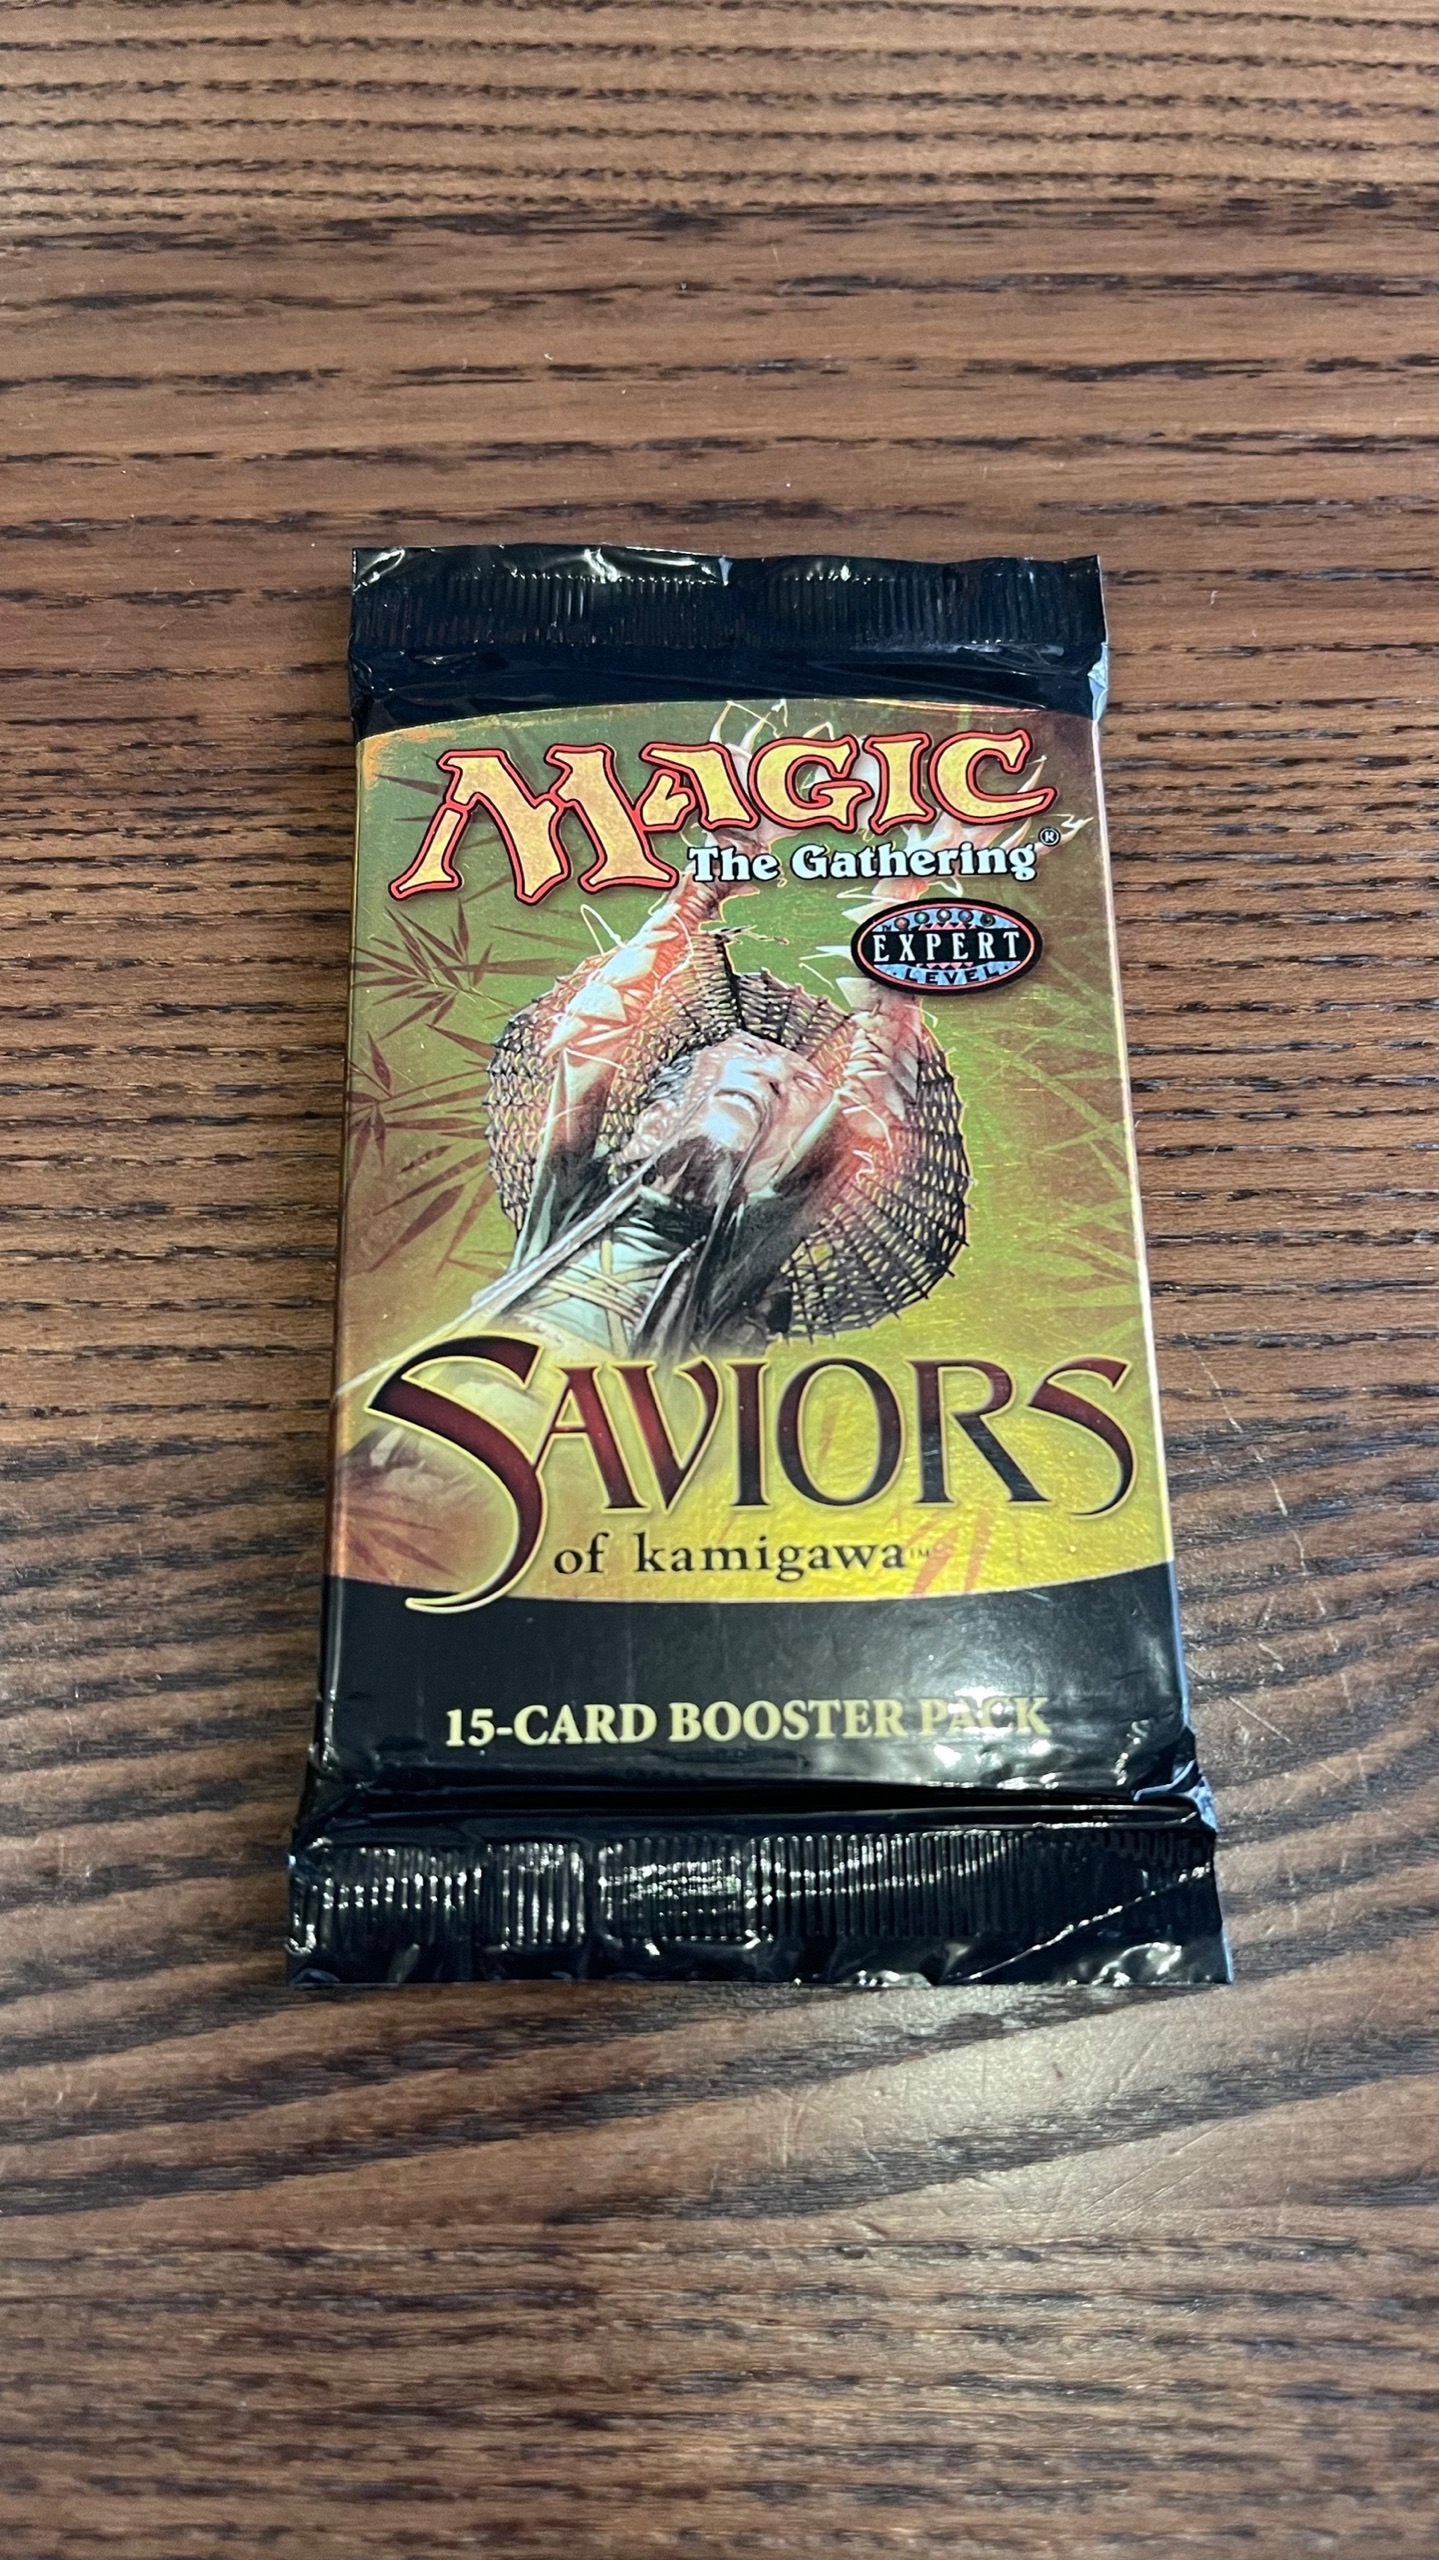 MAGIC
The Gathering®
EXPERT
LEVEL
SAVIORS
of kamigawa™
15-CARD BOOSTER PACK